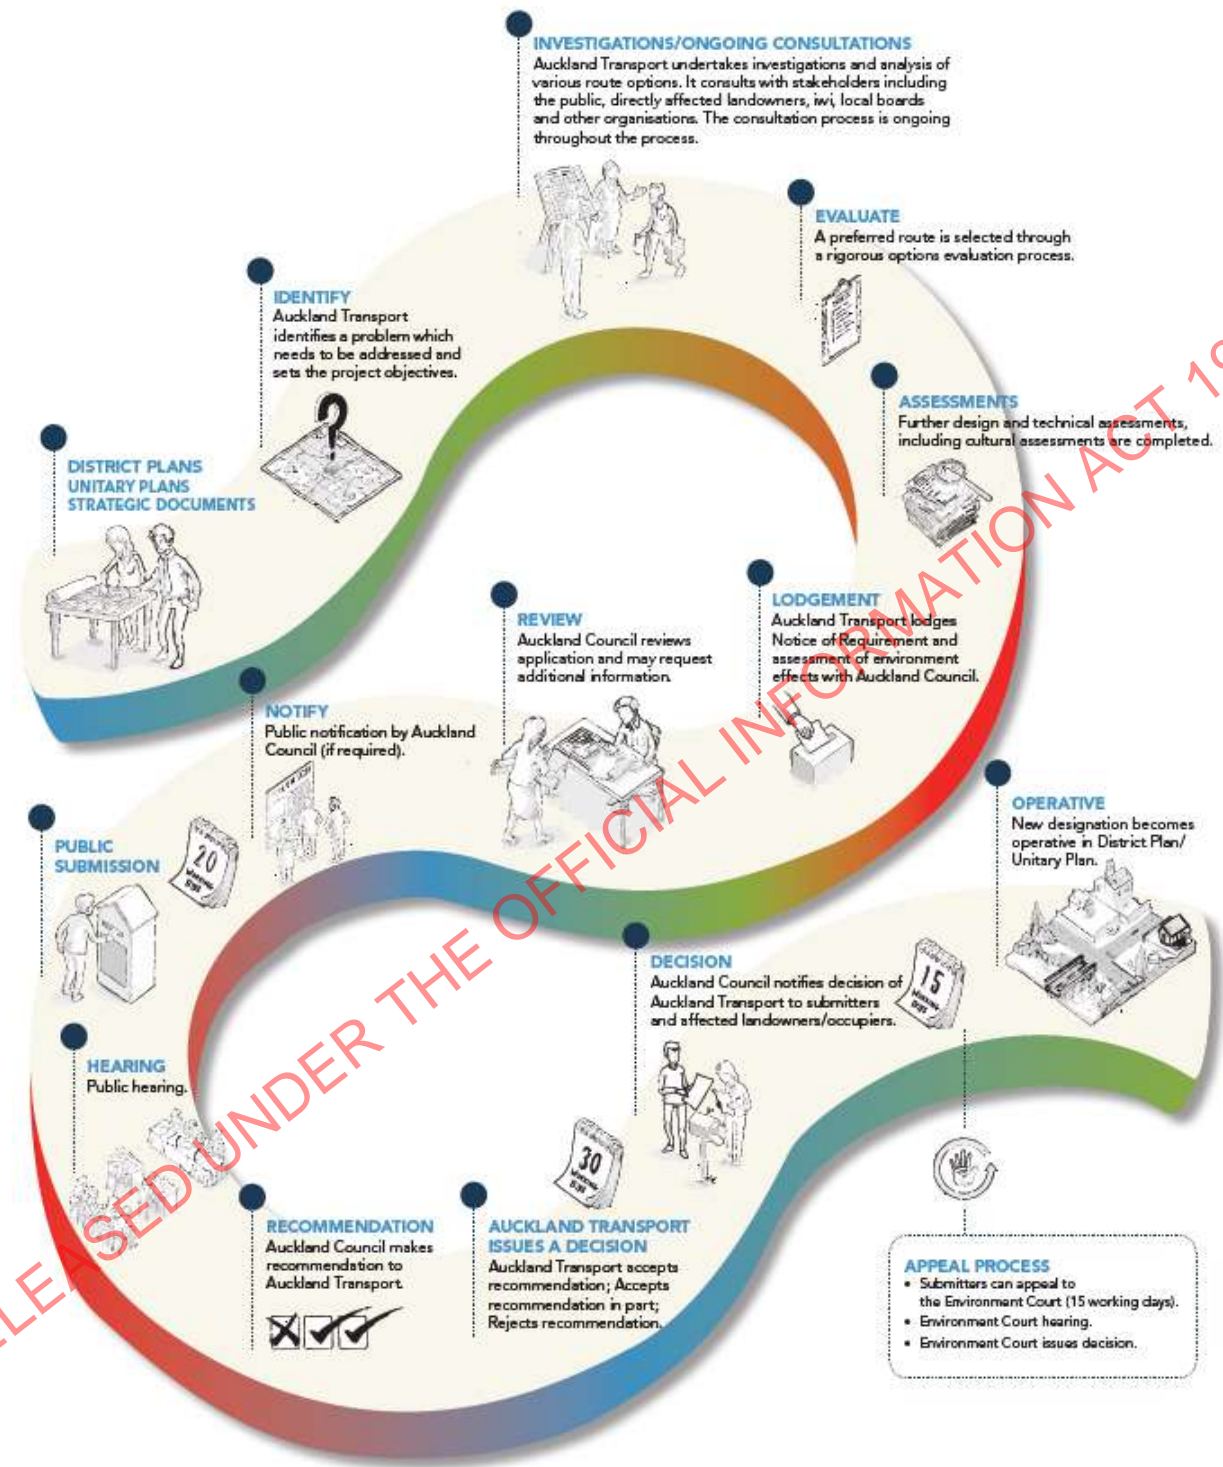 INVESTIGATIONS/ONGOING CONSULTATIONS
Auckland Transport undertakes investigations and analysis of
various route options. It consults with stakeholders including
the public, directly affected landowners, iwi, local boards
and other organisations. The consultation process is ongoing
throughout the process.
EVALUATE
A preferred route is selected through
a rigorous options evaluation process.
IDENTIFY
Auckland Transport
identifies a problem which
needs to be addressed and
sets the project objectives.
ASSESSMENTS
Further design and technical assessments,
including cultural assessments are completed.
DISTRICT PLANS
UNITARY PLANS
STRATEGIC DOCUMENTS
LODGEMENT
Auckland Transport lodges
Notice of Requirement and
assessment of environment
effects with Auckland Council.
REVIEW
Auckland Council reviews
application and may request
additional information.
NOTIFY
Public notification by Auckland
Council (if required).
PUBLIC
SUBMISSION
20
WORKING
DAYS
HEARING
Public hearing.
RECOMMENDATION
Auckland Council makes
recommendation to
Auckland Transport.
AUCKLAND TRANSPORT
ISSUES A DECISION
Auckland Transport accepts
recommendation; Accepts
recommendation in part;
Rejects recommendation.
30
WORKING
DAYS
DECISION
Auckland Council notifies decision of
Auckland Transport to submitters
and affected landowners/occupiers.
15
WORKING
DAYS
OPERATIVE
New designation becomes
operative in District Plan/
Unitary Plan.
APPEAL PROCESS
• Submitters can appeal to
the Environment Court (15 working days).
• Environment Court hearing.
• Environment Court issues decision.
RELEASED UNDER THE OFFICIAL INFORMATION ACT 19